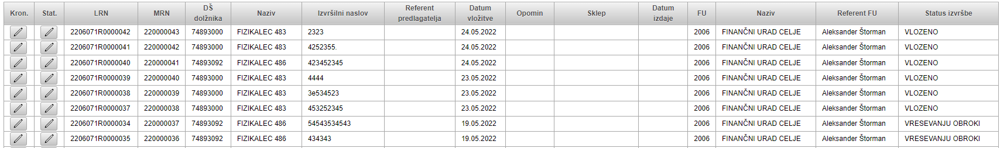 Kron. Stat. LRN MRN DŠ dolžnika Naziv Izvršilni naslov Referent predlagatelja Datum vložitve Opomin Sklep Datum izdaje FU Naziv Referent FU Status izvršbe
2206071R0000042 220000043 74893000 FIZIKALEC 483 2323 24.05.2022 2006 FINANČNI URAD CELJE Aleksander Štorman VLOZENO
2206071R0000041 220000042 74893000 FIZIKALEC 483 4252355. 24.05.2022 2006 FINANČNI URAD CELJE Aleksander Štorman VLOZENO
2206071R0000040 220000041 74893092 FIZIKALEC 486 423452345 24.05.2022 2006 FINANČNI URAD CELJE Aleksander Štorman VLOZENO
2206071R0000039 220000040 74893000 FIZIKALEC 483 4444 23.05.2022 2006 FINANČNI URAD CELJE Aleksander Štorman VLOZENO
2206071R0000038 220000039 74893000 FIZIKALEC 483 3e534523 23.05.2022 2006 FINANČNI URAD CELJE Aleksander Štorman VLOZENO
2206071R0000037 220000038 74893000 FIZIKALEC 483 453252345 23.05.2022 2006 FINANČNI URAD CELJE Aleksander Štorman VLOZENO
2206071R0000034 220000037 74893092 FIZIKALEC 486 54543534543 19.05.2022 2006 FINANČNI URAD CELJE Aleksander Štorman VRESEVANJU OBROKI
2206071R0000035 220000036 74893092 FIZIKALEC 486 434343 19.05.2022 2006 FINANČNI URAD CELJE Aleksander Štorman VRESEVANJU OBROKI